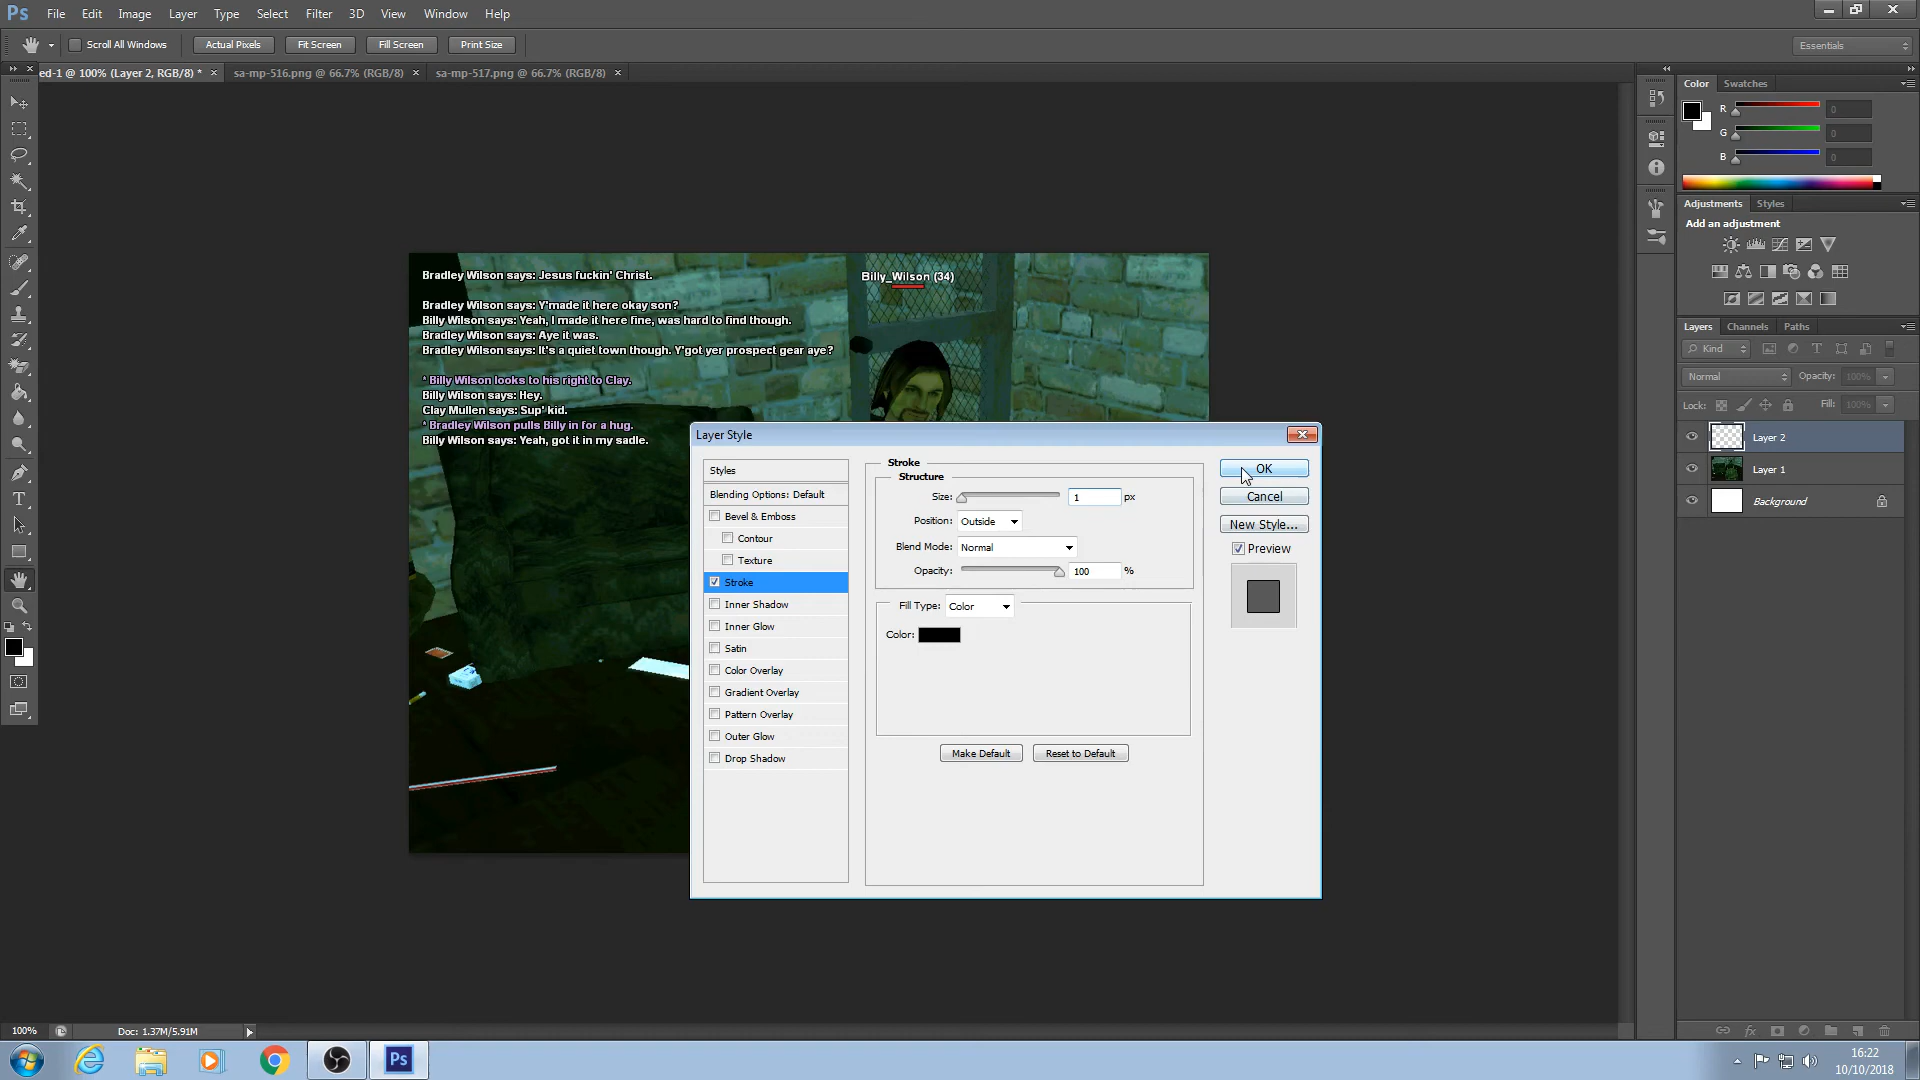 Ps File Edit Image Layer Type Select Filter 3D View Window Help
Scroll All Windows Actual Pixels Fit Screen Fill Screen Print Size Essentials
ed-1 @ 100% (Layer 2, RGB/8) * sa-mp-516.png @ 66.7% (RGB/8) sa-mp-517.png @ 66.7% (RGB/8)
Color Swatches
R 0
G 0
B 0
Adjustments Styles
Add an adjustment
Layers Channels Paths
Kind
Normal Opacity: 100%
Lock: Fill: 100%
Layer 2
Layer 1
Background
Bradley Wilson says: Jesus fuckin' Christ.
Billy_Wilson (34)
Bradley Wilson says: Y'made it here okay son?
Billy Wilson says: Yeah, I made it here fine, was hard to find though.
Bradley Wilson says: Aye it was.
Bradley Wilson says: It's a quiet town though. Y'got yer prospect gear aye?
* Billy Wilson looks to his right to Clay.
Billy Wilson says: Hey.
Clay Mullen says: Sup' kid.
* Bradley Wilson pulls Billy in for a hug.
Billy Wilson says: Yeah, got it in my sadle.
Layer Style
Styles
Blending Options: Default
Bevel & Emboss
Contour
Texture
Stroke
Inner Shadow
Inner Glow
Satin
Color Overlay
Gradient Overlay
Pattern Overlay
Outer Glow
Drop Shadow
Stroke
Structure
Size: 1 px
Position: Outside
Blend Mode: Normal
Opacity: 100 %
Fill Type: Color
Color:
Make Default Reset to Default
OK
Cancel
New Style...
Preview
100% Doc: 1.37M/5.91M
Ps
16:22
10/10/2018